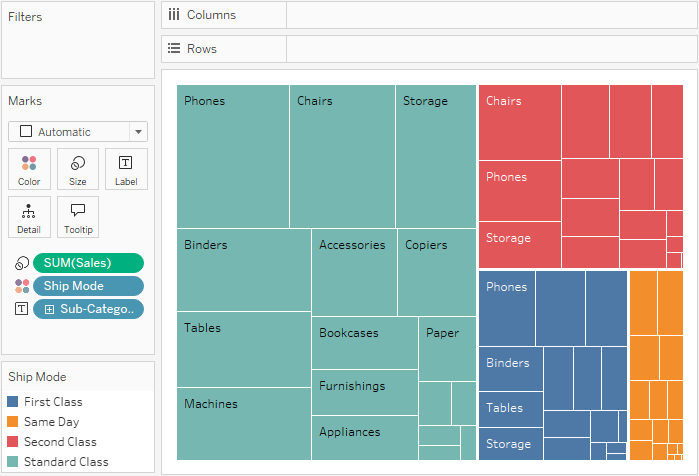 Filters
Columns
Rows
Marks
Automatic
Color
Size
Label
Detail
Tooltip
SUM(Sales)
Ship Mode
Sub-Catego..
Ship Mode
First Class
Same Day
Second Class
Standard Class
Phones
Chairs
Storage
Binders
Accessories
Copiers
Tables
Bookcases
Paper
Machines
Furnishings
Appliances
Chairs
Phones
Storage
Phones
Binders
Tables
Storage